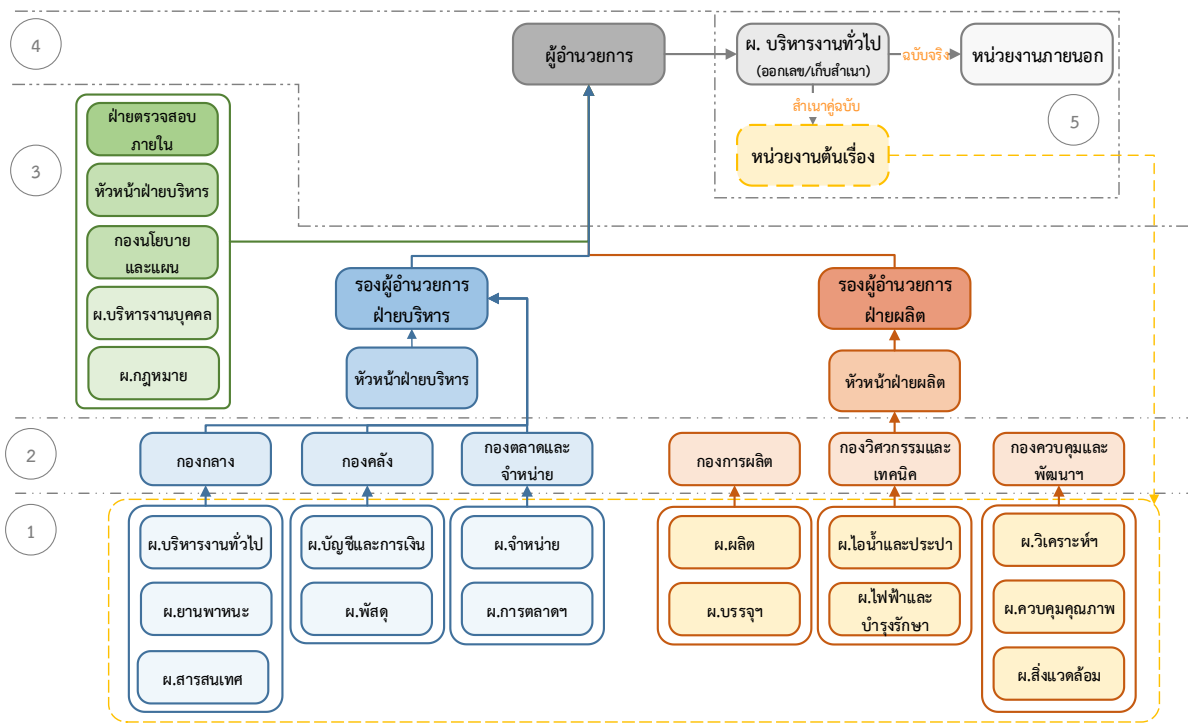 4
ผู้อำนวยการ
ผ. บริหารงานทั่วไป
(ออกเลข/เก็บสำเนา)
ฉบับจริง
หน่วยงานภายนอก
สำเนาคู่ฉบับ
5
หน่วยงานต้นเรื่อง
3
ฝ่ายตรวจสอบ
ภายใน
หัวหน้าฝ่ายบริหาร
กองนโยบาย
และแผน
ผ.บริหารงานบุคคล
ผ.กฎหมาย
รองผู้อำนวยการ
ฝ่ายบริหาร
หัวหน้าฝ่ายบริหาร
รองผู้อำนวยการ
ฝ่ายผลิต
หัวหน้าฝ่ายผลิต
2
กองกลาง
กองคลัง
กองตลาดและ
จำหน่าย
กองการผลิต
กองวิศวกรรมและ
เทคนิค
กองควบคุมและ
พัฒนาฯ
1
ผ.บริหารงานทั่วไป
ผ.ยานพาหนะ
ผ.สารสนเทศ
ผ.บัญชีและการเงิน
ผ.พัสดุ
ผ.จำหน่าย
ผ.การตลาดฯ
ผ.ผลิต
ผ.บรรจุฯ
ผ.ไอน้ำและประปา
ผ.ไฟฟ้าและ
บำรุงรักษา
ผ.วิเคราะห์ฯ
ผ.ควบคุมคุณภาพ
ผ.สิ่งแวดล้อม